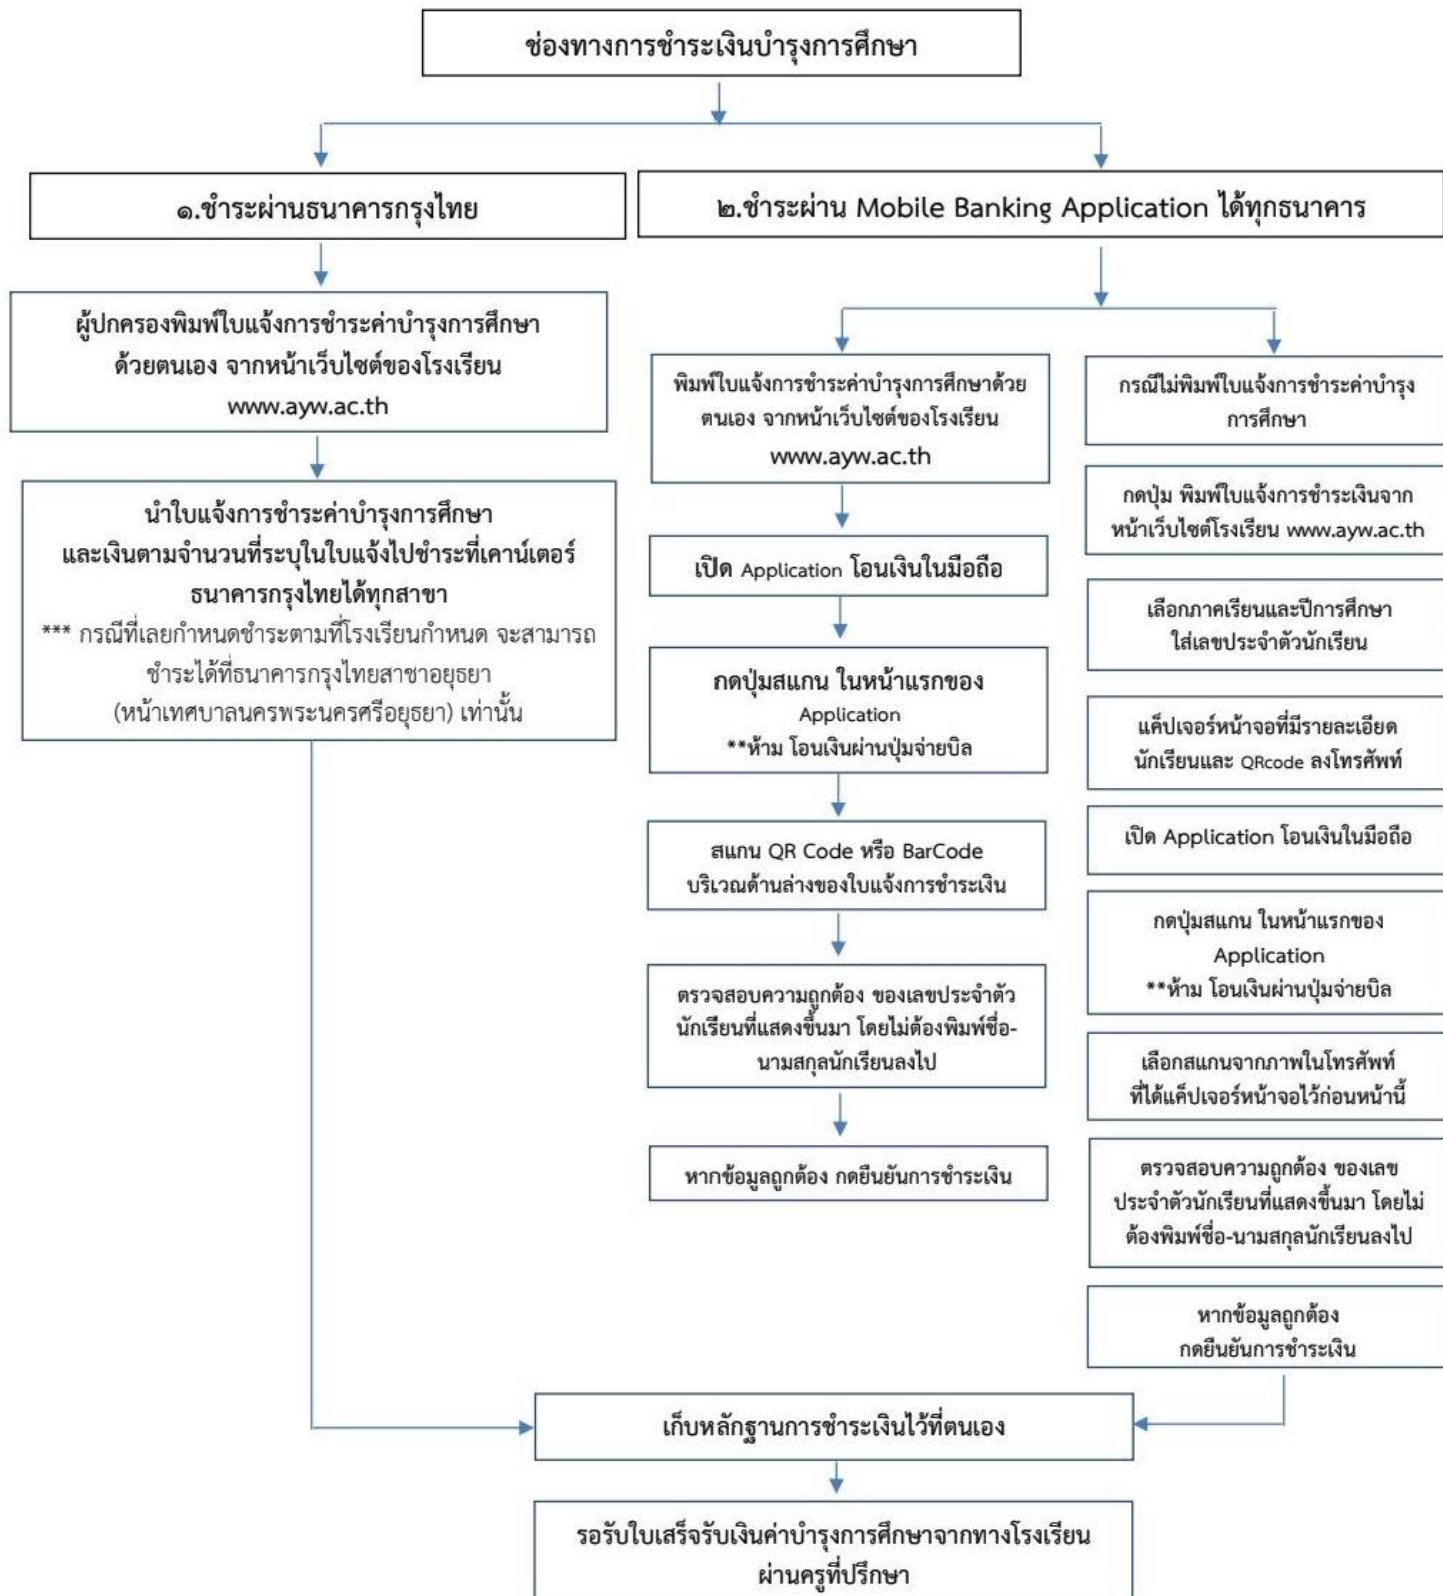 ช่องทางการชำระเงินบำรุงการศึกษา
๑.ชำระผ่านธนาคารกรุงไทย
ผู้ปกครองพิมพ์ใบแจ้งการชำระค่าบำรุงการศึกษา
ด้วยตนเอง จากหน้าเว็บไซต์ของโรงเรียน
www.ayw.ac.th
นำใบแจ้งการชำระค่าบำรุงการศึกษา
และเงินตามจำนวนที่ระบุในใบแจ้งไปชำระที่เคาน์เตอร์
ธนาคารกรุงไทยได้ทุกสาขา
*** กรณีที่เลยกำหนดชำระตามที่โรงเรียนกำหนด จะสามารถ
ชำระได้ที่ธนาคารกรุงไทยสาชาอยุธยา
(หน้าเทศบาลนครพระนครศรีอยุธยา) เท่านั้น
๒.ชำระผ่าน Mobile Banking Application ได้ทุกธนาคาร
พิมพ์ใบแจ้งการชำระค่าบำรุงการศึกษาด้วย
ตนเอง จากหน้าเว็บไซต์ของโรงเรียน
www.ayw.ac.th
เปิด Application โอนเงินในมือถือ
กดปุ่มสแกน ในหน้าแรกของ
Application
**ห้าม โอนเงินผ่านปุ่มจ่ายบิล
สแกน QR Code หรือ BarCode
บริเวณด้านล่างของใบแจ้งการชำระเงิน
ตรวจสอบความถูกต้อง ของเลขประจำตัว
นักเรียนที่แสดงขึ้นมา โดยไม่ต้องพิมพ์ชื่อ-
นามสกุลนักเรียนลงไป
หากข้อมูลถูกต้อง กดยืนยันการชำระเงิน
กรณีไม่พิมพ์ใบแจ้งการชำระค่าบำรุง
การศึกษา
กดปุ่ม พิมพ์ใบแจ้งการชำระเงินจาก
หน้าเว็บไซต์โรงเรียน www.ayw.ac.th
เลือกภาคเรียนและปีการศึกษา
ใส่เลขประจำตัวนักเรียน
แค็ปเจอร์หน้าจอที่มีรายละเอียด
นักเรียนและ QRcode ลงโทรศัพท์
เปิด Application โอนเงินในมือถือ
กดปุ่มสแกน ในหน้าแรกของ
Application
**ห้าม โอนเงินผ่านปุ่มจ่ายบิล
เลือกสแกนจากภาพในโทรศัพท์
ที่ได้แค็ปเจอร์หน้าจอไว้ก่อนหน้านี้
ตรวจสอบความถูกต้อง ของเลข
ประจำตัวนักเรียนที่แสดงขึ้นมา โดยไม่
ต้องพิมพ์ชื่อ-นามสกุลนักเรียนลงไป
หากข้อมูลถูกต้อง
กดยืนยันการชำระเงิน
เก็บหลักฐานการชำระเงินไว้ที่ตนเอง
รอรับใบเสร็จรับเงินค่าบำรุงการศึกษาจากทางโรงเรียน
ผ่านครูที่ปรึกษา